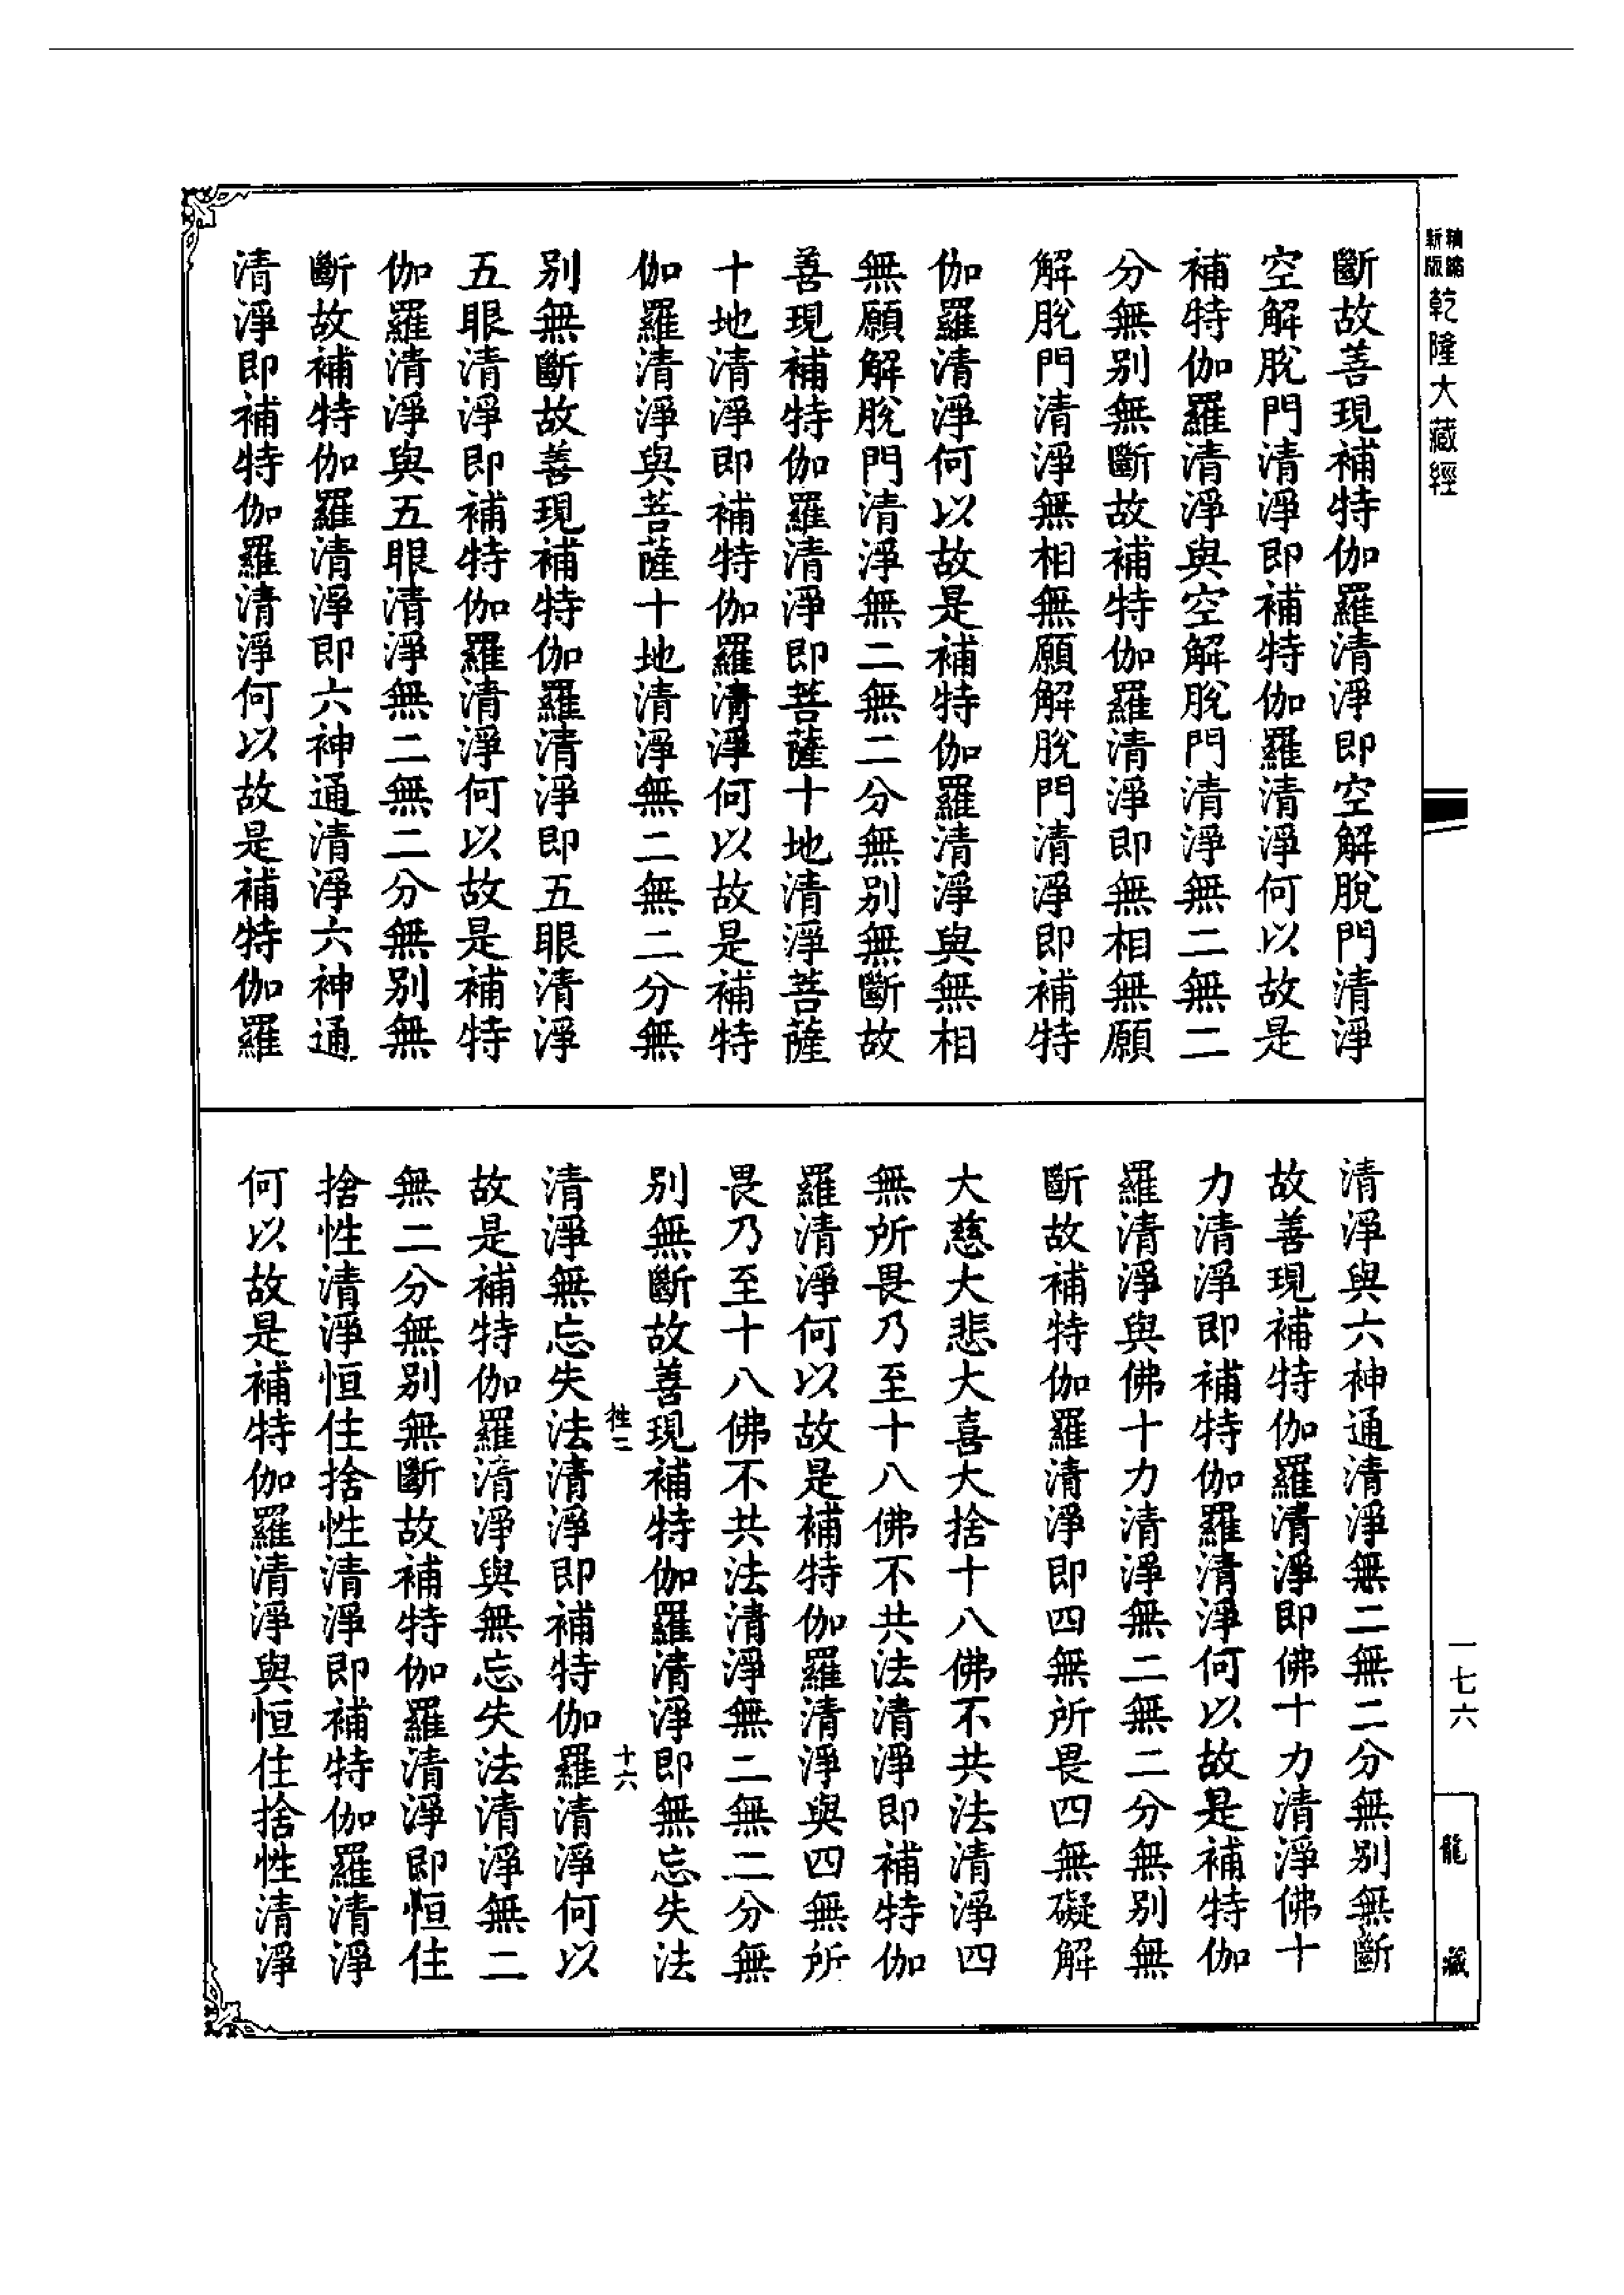 精縮
新版
乾隆大藏經
斷故善現補特伽羅清淨即空解脫門清淨
空解脫門清淨即補特伽羅清淨何以故是
補特伽羅清淨與空解脫門清淨無二無二
分無別無斷故補特伽羅清淨即無相無願
解脫門清淨無相無願解脫門清淨即補特
伽羅清淨何以故是補特伽羅清淨與無相
無願解脫門清淨無二無二分無別無斷故
善現補特伽羅清淨即菩薩十地清淨菩薩
十地清淨即補特伽羅清淨何以故是補特
伽羅清淨與菩薩十地清淨無二無二分無
別無斷故善現補特伽羅清淨即五眼清淨
五眼清淨即補特伽羅清淨何以故是補特
伽羅清淨與五眼清淨無二無二分無別無
斷故補特伽羅清淨即六神通清淨六神通
清淨即補特伽羅清淨何以故是補特伽羅
清淨與六神通清淨無二無二分無別無斷
故善現補特伽羅清淨即佛十力清淨佛十
力清淨即補特伽羅清淨何以故是補特伽
羅清淨與佛十力清淨無二無二分無別無
斷故補特伽羅清淨即四無所畏四無礙解
大慈大悲大喜大捨十八佛不共法清淨四
無所畏乃至十八佛不共法清淨即補特伽
羅清淨何以故是補特伽羅清淨與四無所
畏乃至十八佛不共法清淨無二無二分無
別無斷故善現補特伽羅清淨即無忘失法
清淨無忘失法清淨即補特伽羅清淨何以
故是補特伽羅清淨與無忘失法清淨無二
無二分無別無斷故補特伽羅清淨即恒住
捨性清淨恒住捨性清淨即補特伽羅清淨
何以故是補特伽羅清淨與恒住捨性清淨
十六
一七六
龍藏